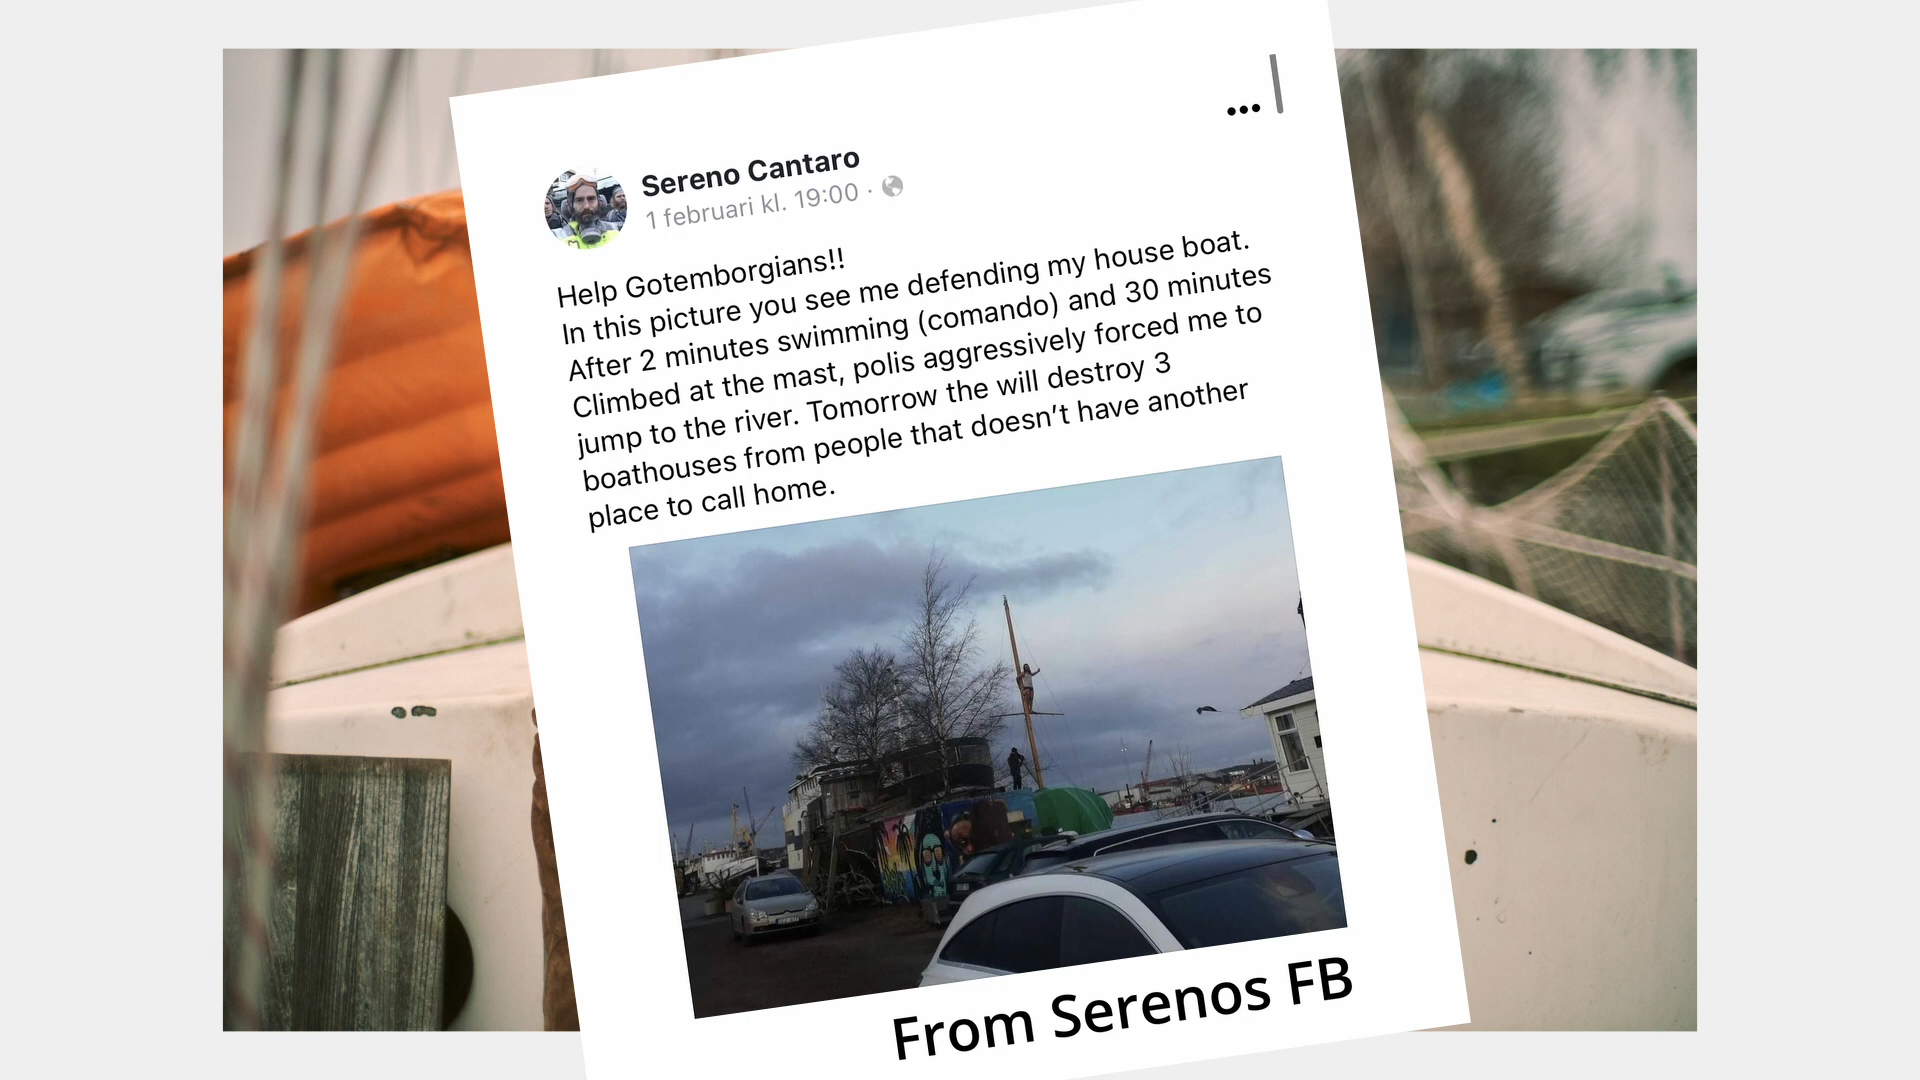 Sereno Cantaro
1 februari kl. 19:00 ·
Help Gotemborgians!!
In this picture you see me defending my house boat.
After 2 minutes swimming (comando) and 30 minutes
Climbed at the mast, polis aggressively forced me to
jump to the river. Tomorrow the will destroy 3
boathouses from people that doesn’t have another
place to call home.
From Serenos FB